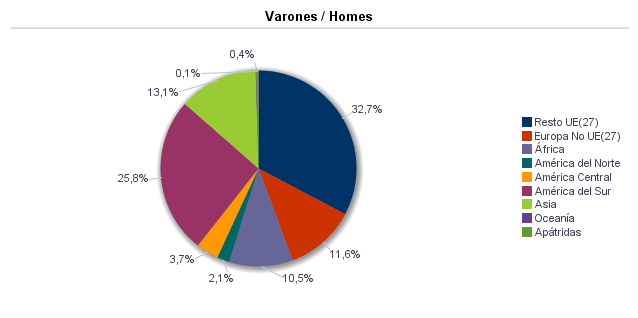 Varones / Homes
0,4%
0,1%
13,1%
32,7%
25,8%
3,7%
2,1%
10,5%
11,6%
Resto UE(27)
Europa No UE(27)
África
América del Norte
América Central
América del Sur
Asia
Oceanía
Apátridas